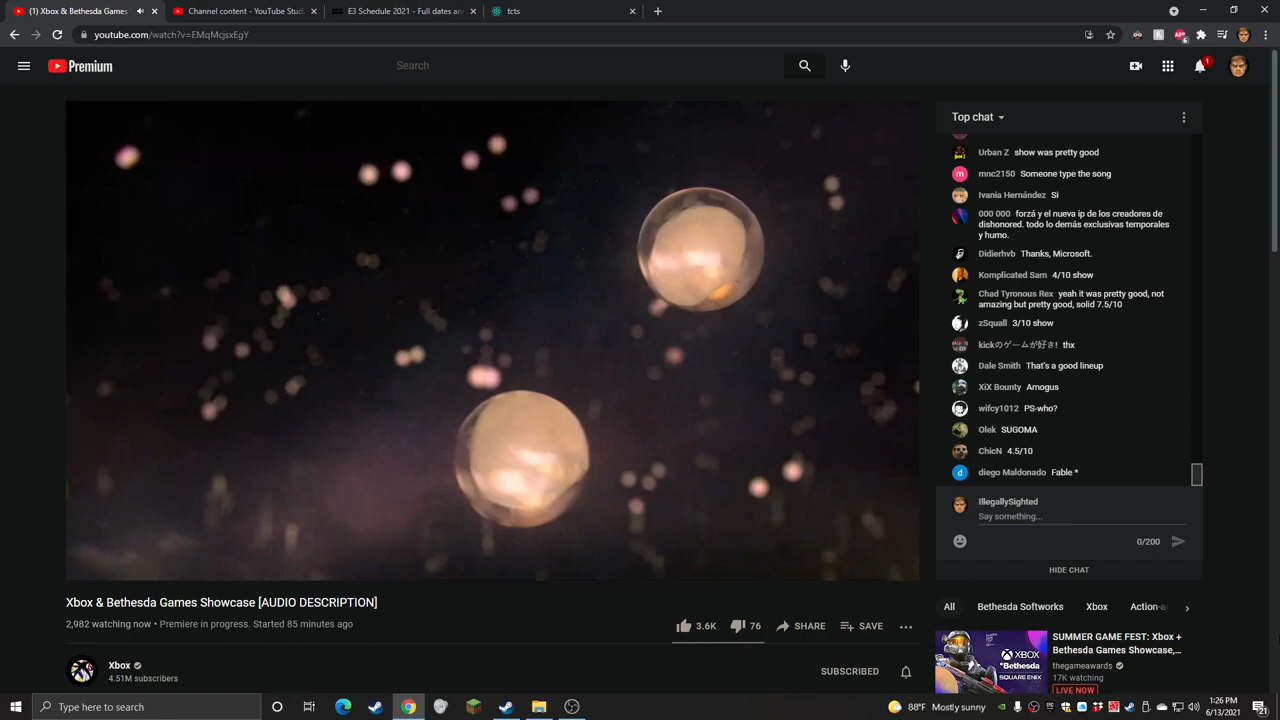 (1) Xbox & Bethesda Games
Channel content - YouTube Studi
E3 Schedule 2021 - Full dates an
tcts
youtube.com/watch?v=EMqMcjsxEgY
6
Premium
Search
1
Top chat
Urban Z show was pretty good
m
mnc2150 Someone type the song
Ivania Hernández Si
000 000 forzá y el nuevo ip de los creadores de
dishonored. todo lo demás exclusivas temporales
y humo.
Didierhvb Thanks, Microsoft.
Komplicated Sam 4/10 show
Chad Tyronous Rex yeah it was pretty good, not
amazing but pretty good, solid 7.5/10
zSquall 3/10 show
kickのゲームが好き! thx
Dale Smith That's a good lineup
XiX Bounty Amogus
wifcy1012 PS-who?
Olek SUGOMA
ChicN 4.5/10
d
diego Maldonado Fable *
IllegallySighted
Say something...
0/200
HIDE CHAT
Xbox & Bethesda Games Showcase [AUDIO DESCRIPTION]
2,982 watching now • Premiere in progress. Started 85 minutes ago
3.6K
76
SHARE
SAVE
All
Bethesda Softworks
Xbox
Action-a
Xbox
4.51M subscribers
SUBSCRIBED
XBOX
Bethesda
SQUARE ENIX
SUMMER GAME FEST: Xbox +
Bethesda Games Showcase,...
thegameawards
17K watching
LIVE NOW
Type here to search
88°F Mostly sunny
1:26 PM
6/13/2021